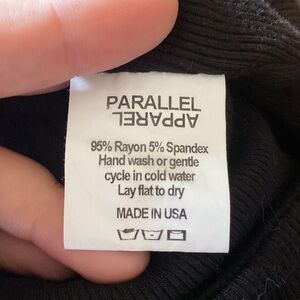 PARALLEL
APPAREL
95% Rayon 5% Spandex
Hand wash or gentle
cycle in cold water
Lay flat to dry
MADE IN USA